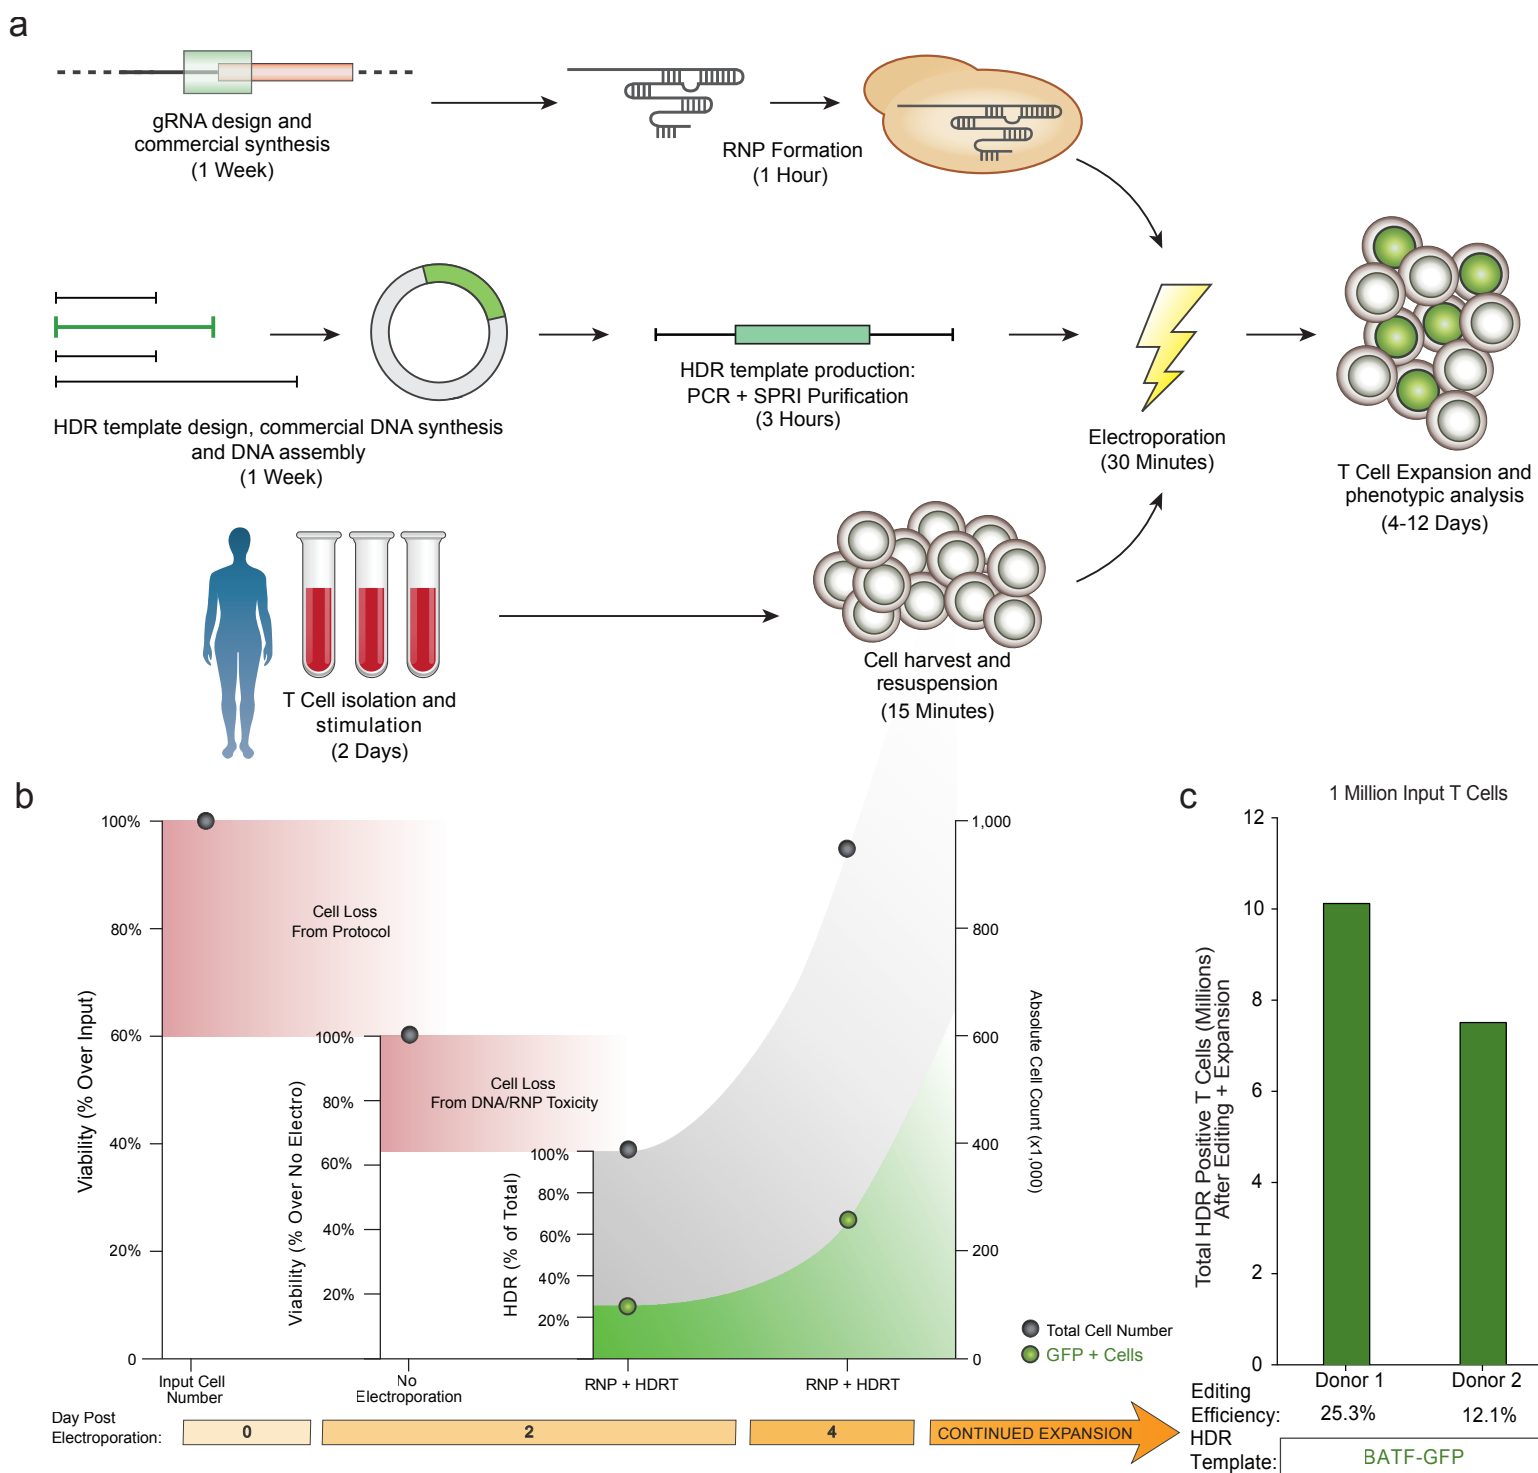 a
gRNA design and
commercial synthesis
(1 Week)
RNP Formation
(1 Hour)
HDR template design, commercial DNA synthesis
and DNA assembly
(1 Week)
HDR template production:
PCR + SPRI Purification
(3 Hours)
Electroporation
(30 Minutes)
T Cell Expansion and
phenotypic analysis
(4-12 Days)
T Cell isolation and
stimulation
(2 Days)
Cell harvest and
resuspension
(15 Minutes)
b
Viability (% Over Input)
100%
80%
60%
40%
20%
0
Cell Loss
From Protocol
Viability (% Over No Electro)
100%
80%
60%
40%
20%
Cell Loss
From DNA/RNP Toxicity
HDR (% of Total)
100%
80%
60%
40%
20%
1,000
800
600
400
200
0
Absolute Cell Count (x1,000)
Total Cell Number
GFP + Cells
Input Cell
Number
No
Electroporation
RNP + HDRT
RNP + HDRT
Day Post
Electroporation:
0
2
4
CONTINUED EXPANSION
c
1 Million Input T Cells
Total HDR Positive T Cells (Millions)
After Editing + Expansion
12
10
8
6
4
2
0
Donor 1
Donor 2
Editing
Efficiency:
25.3%
12.1%
HDR
Template:
BATF-GFP